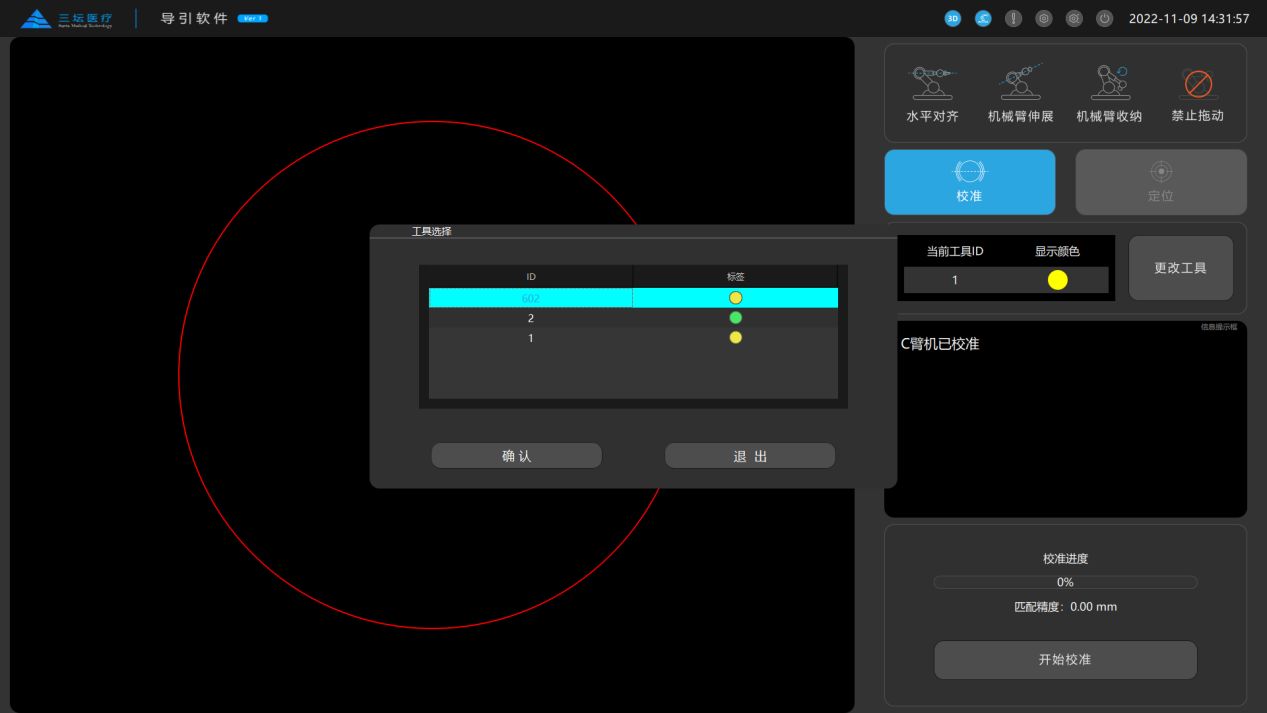 三坛医疗
Santa Medical Technology
导引软件
Ver 1
3D
2022-11-09 14:31:57
水平对齐
机械臂伸展
机械臂收纳
禁止拖动
校准
定位
工具选择
ID
标签
602
2
1
确认
退出
当前工具ID
显示颜色
1
更改工具
信息提示框
C臂机已校准
校准进度
0%
匹配精度：0.00 mm
开始校准